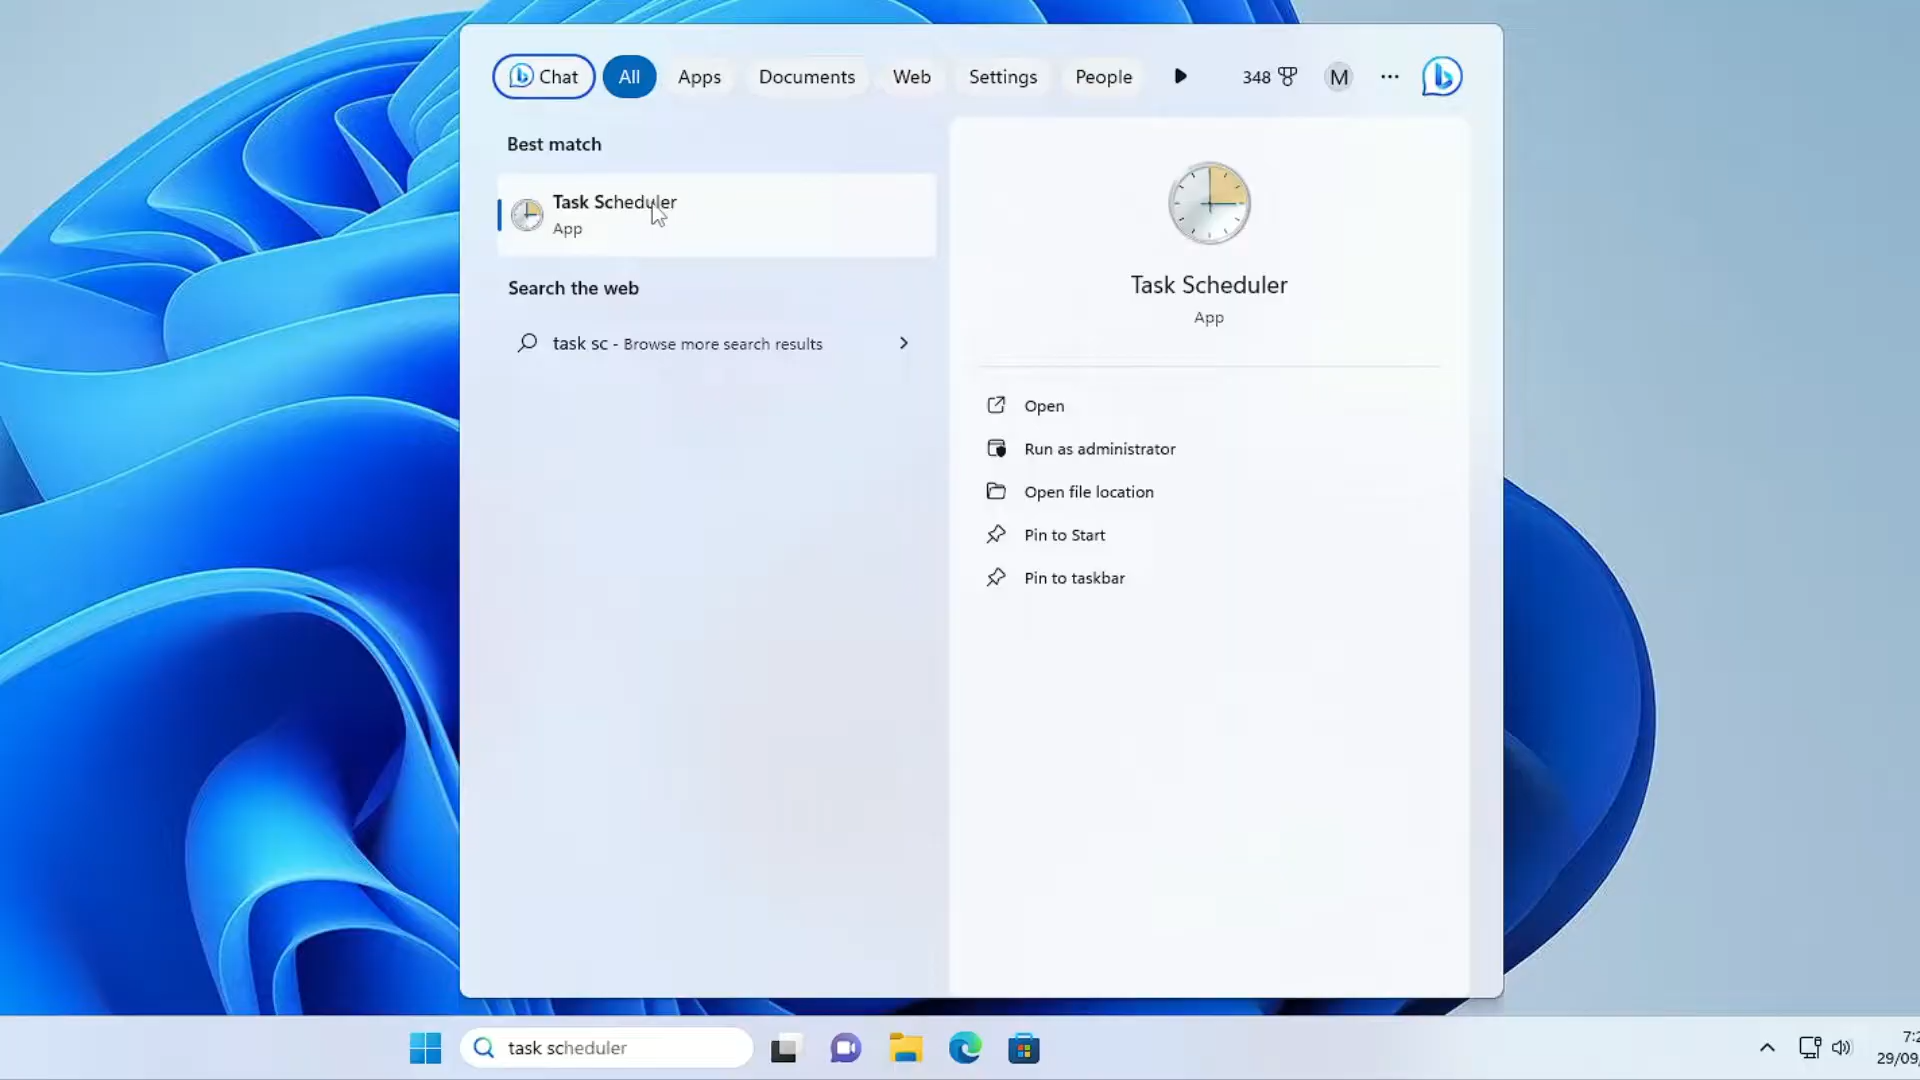 Chat All Apps Documents Web Settings People 348 M
Best match
Task Scheduler
App
Search the web
task sc - Browse more search results
Task Scheduler
App
Open
Run as administrator
Open file location
Pin to Start
Pin to taskbar
task scheduler
7:2
29/09